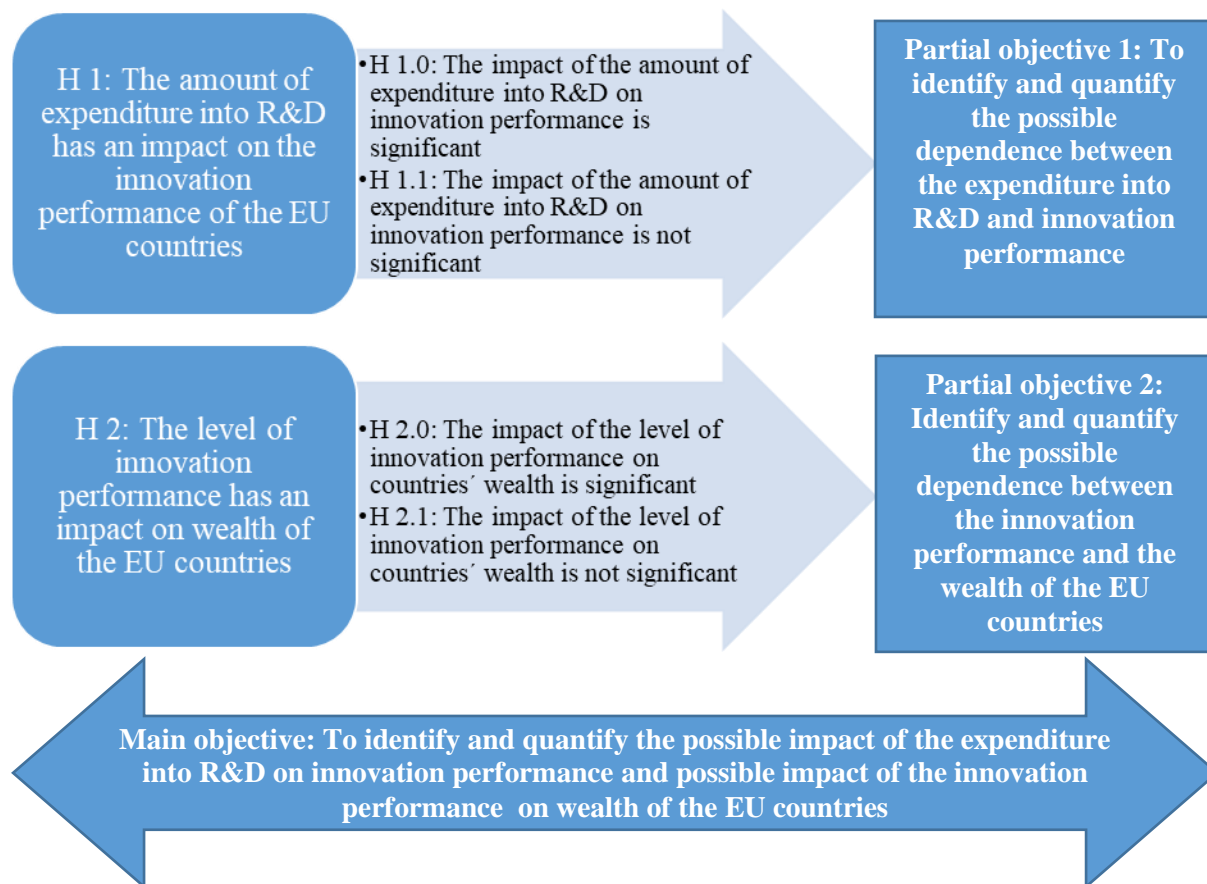 H 1: The amount of
expenditure into R&D
has an impact on the
innovation
performance of the EU
countries
•H 1.0: The impact of the amount of
expenditure into R&D on
innovation performance is
significant
•H 1.1: The impact of the amount of
expenditure into R&D on
innovation performance is not
significant
Partial objective 1: To
identify and quantify
the possible
dependence between
the expenditure into
R&D and innovation
performance
H 2: The level of
innovation
performance has an
impact on wealth of
the EU countries
•H 2.0: The impact of the level of
innovation performance on
countries´ wealth is significant
•H 2.1: The impact of the level of
innovation performance on
countries´ wealth is not significant
Partial objective 2:
Identify and quantify
the possible
dependence between
the innovation
performance and the
wealth of the EU
countries
Main objective: To identify and quantify the possible impact of the expenditure
into R&D on innovation performance and possible impact of the innovation
performance on wealth of the EU countries